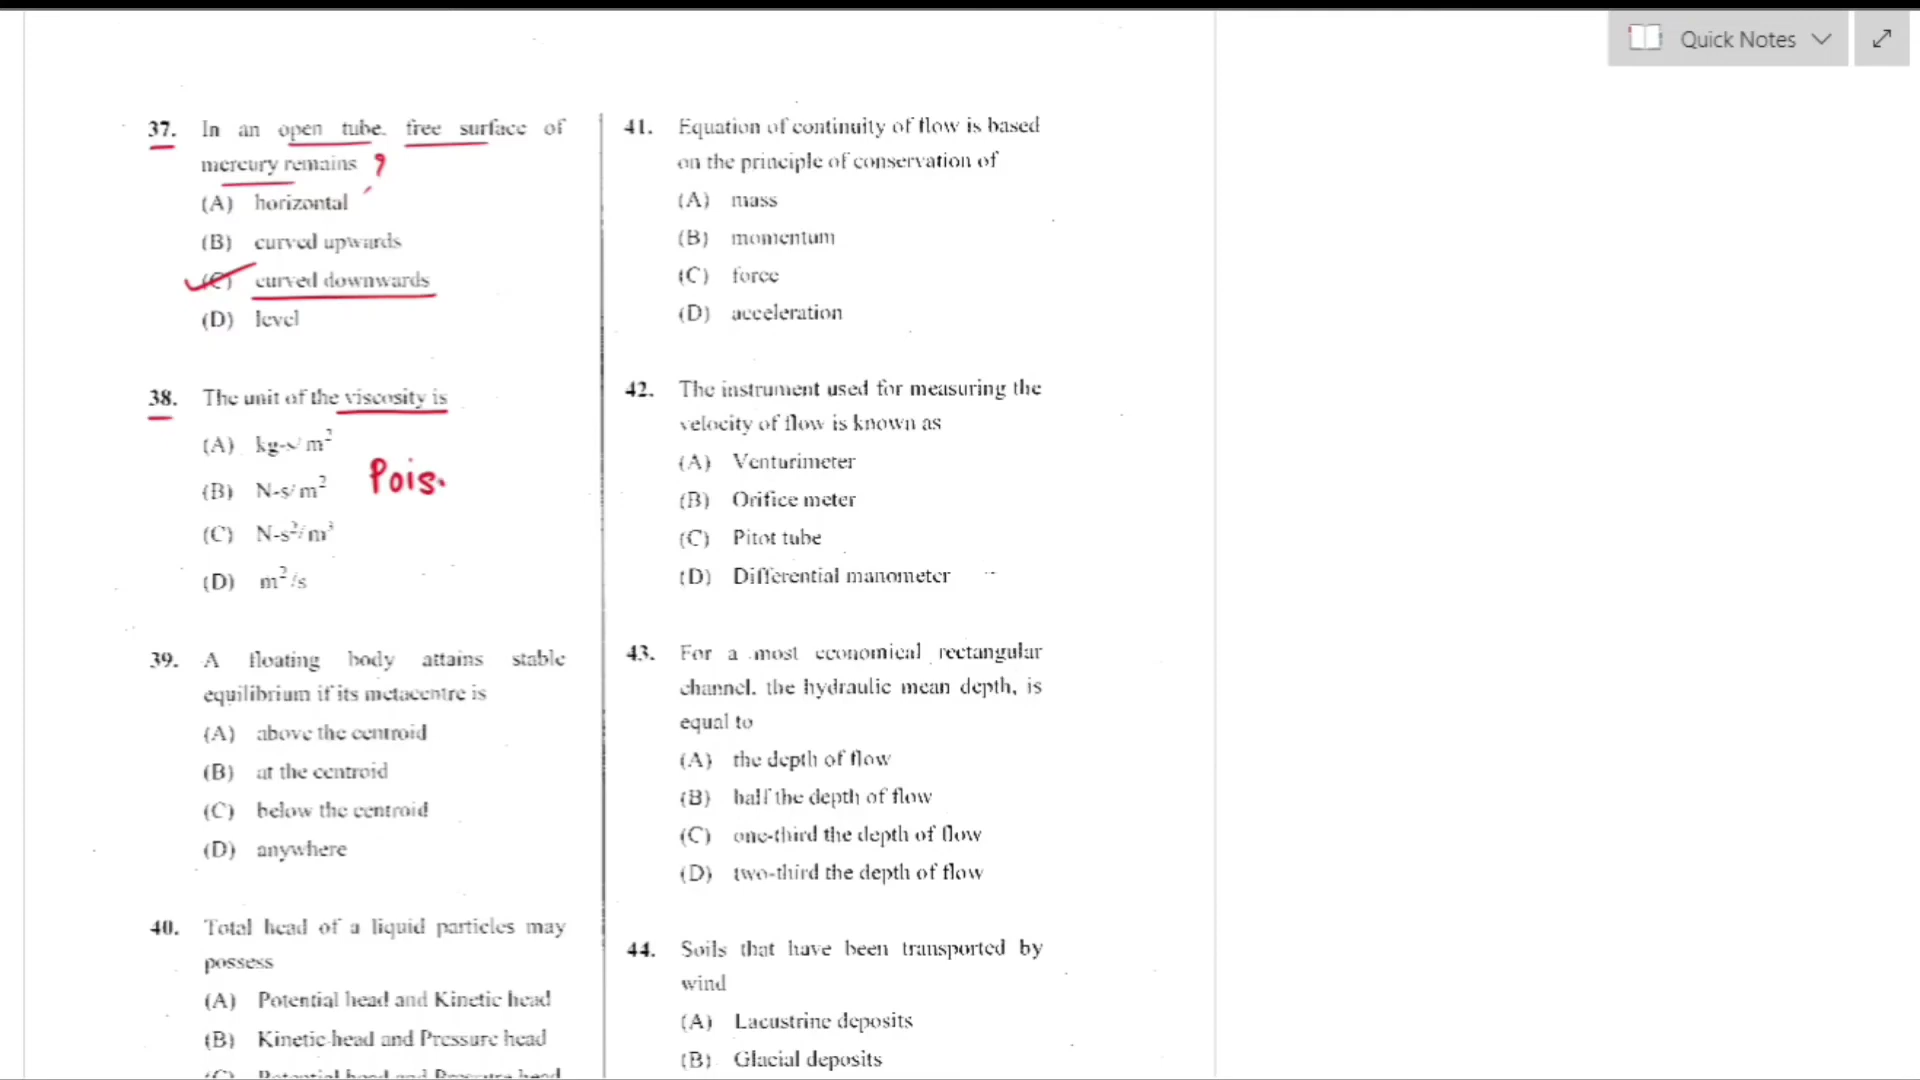 Quick Notes
37. In an open tube, free surface of
mercury remains ?
(A) horizontal
(B) curved upwards
(C) curved downwards
(D) level
38. The unit of the viscosity is
(A) kg-s/m²
(B) N-s/m²
Pois.
(C) N-s²/m³
(D) m²/s
39. A floating body attains stable
equilibrium if its metacentre is
(A) above the centroid
(B) at the centroid
(C) below the centroid
(D) anywhere
40. Total head of a liquid particles may
possess
(A) Potential head and Kinetic head
(B) Kinetic head and Pressure head
(C) Potential head and Pressure head
41. Equation of continuity of flow is based
on the principle of conservation of
(A) mass
(B) momentum
(C) force
(D) acceleration
42. The instrument used for measuring the
velocity of flow is known as
(A) Venturimeter
(B) Orifice meter
(C) Pitot tube
(D) Differential manometer
43. For a most economical rectangular
channel, the hydraulic mean depth, is
equal to
(A) the depth of flow
(B) half the depth of flow
(C) one-third the depth of flow
(D) two-third the depth of flow
44. Soils that have been transported by
wind
(A) Lacustrine deposits
(B) Glacial deposits